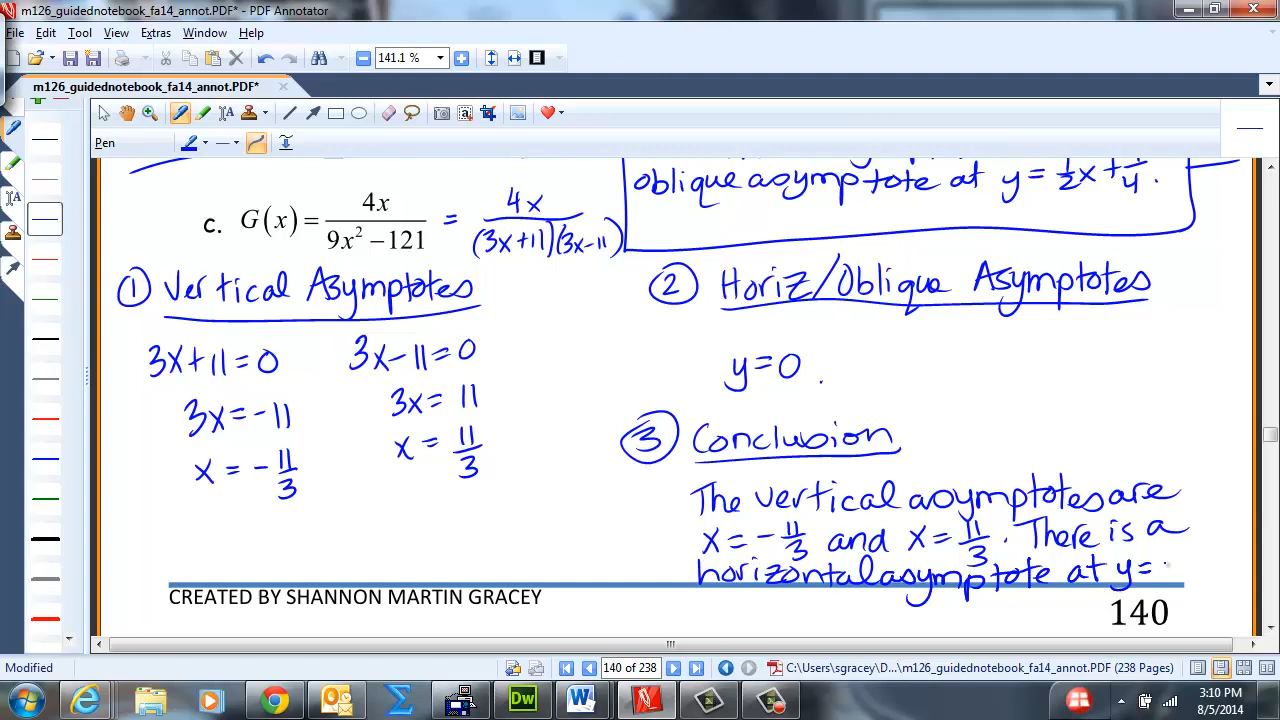 m126_guidednotebook_fa14_annot.PDF* - PDF Annotator
File Edit Tool View Extras Window Help
141.1 %
m126_guidednotebook_fa14_annot.PDF*
Pen
oblique asymptote at y = 1/2 x + 1/4 .
c. G(x) = 4x / (9x² − 121) = 4x / (3x+11)(3x−11)
① Vertical Asymptotes
3x+11 = 0
3x = -11
x = -11/3
3x-11 = 0
3x = 11
x = 11/3
② Horiz/Oblique Asymptotes
y = 0
③ Conclusion
The vertical asymptotes are
x = -11/3 and x = 11/3 . There is a
horizontal asymptote at y =
CREATED BY SHANNON MARTIN GRACEY
140
Modified
140 of 238
C:\Users\sgracey\D...\m126_guidednotebook_fa14_annot.PDF (238 Pages)
Dw
W
3:10 PM
8/5/2014